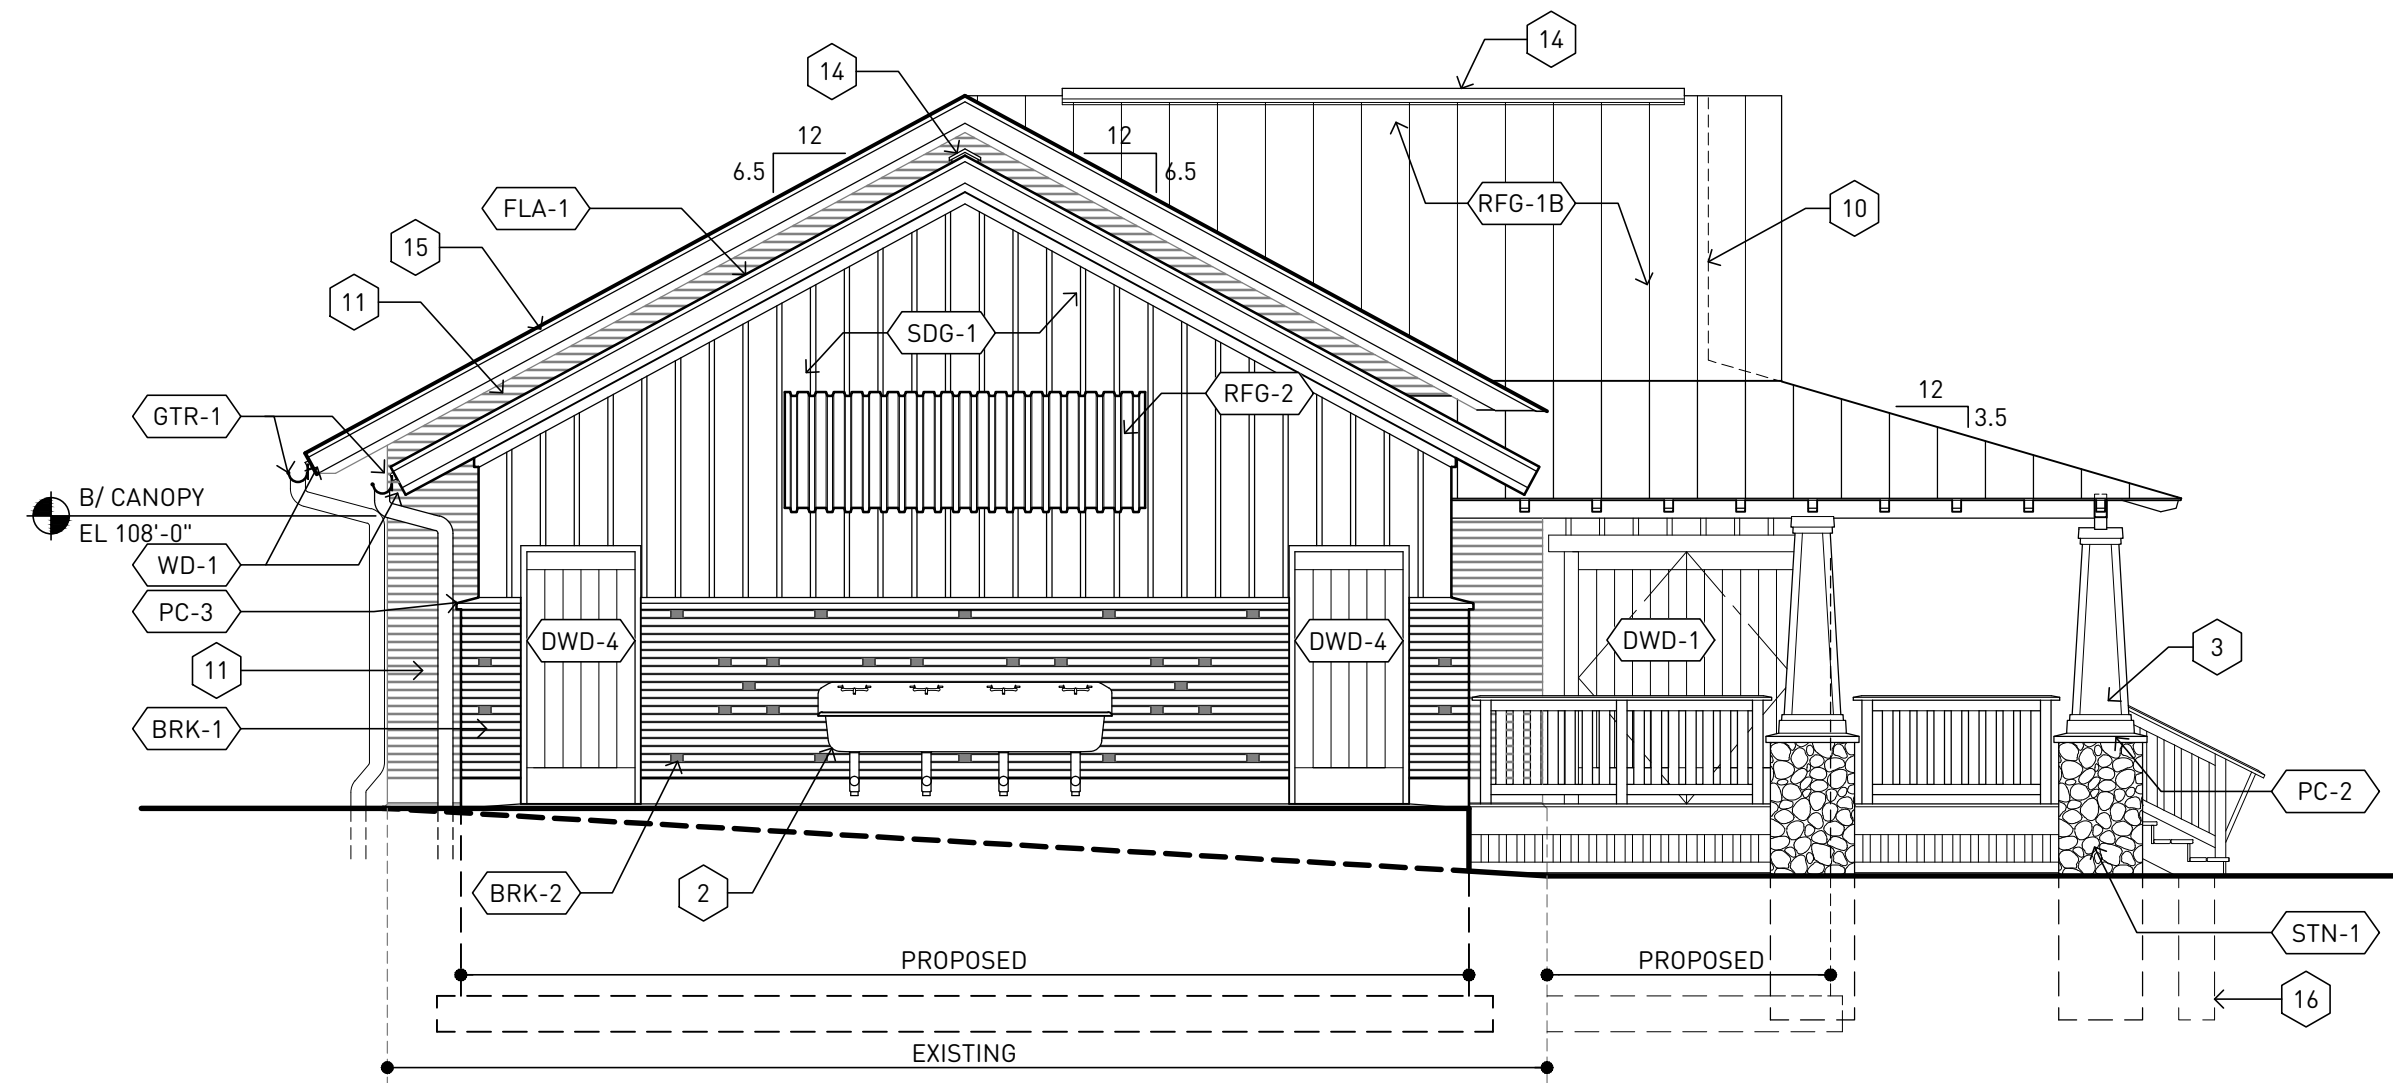 14
14
12
6.5
12
6.5
FLA-1
RFG-1B
10
15
11
SDG-1
RFG-2
12
3.5
GTR-1
B/ CANOPY
EL 108'-0"
WD-1
PC-3
DWD-4
DWD-4
DWD-1
3
11
BRK-1
PC-2
BRK-2
2
STN-1
PROPOSED
PROPOSED
16
EXISTING